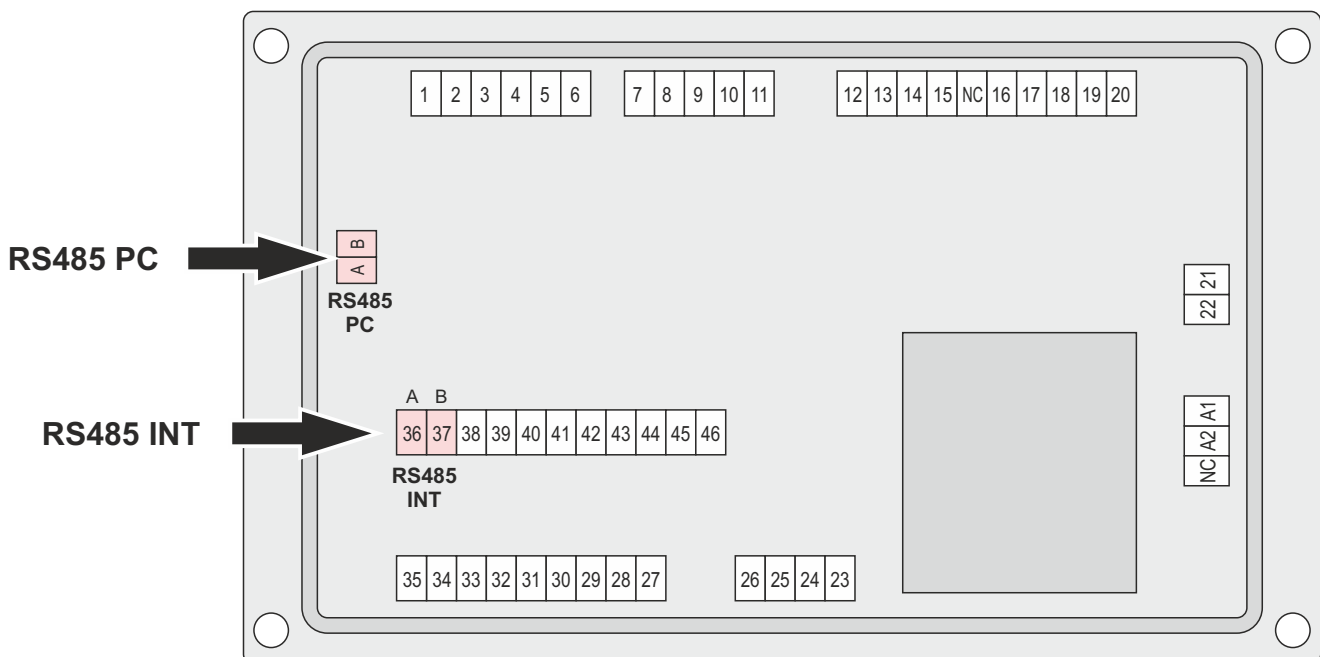 1 2 3 4 5 6 7 8 9 10 11 12 13 14 15 NC 16 17 18 19 20
RS485 PC
B
A
RS485
PC
21
22
A B
RS485 INT
36 37 38 39 40 41 42 43 44 45 46
RS485
INT
A1
A2
NC
35 34 33 32 31 30 29 28 27 26 25 24 23